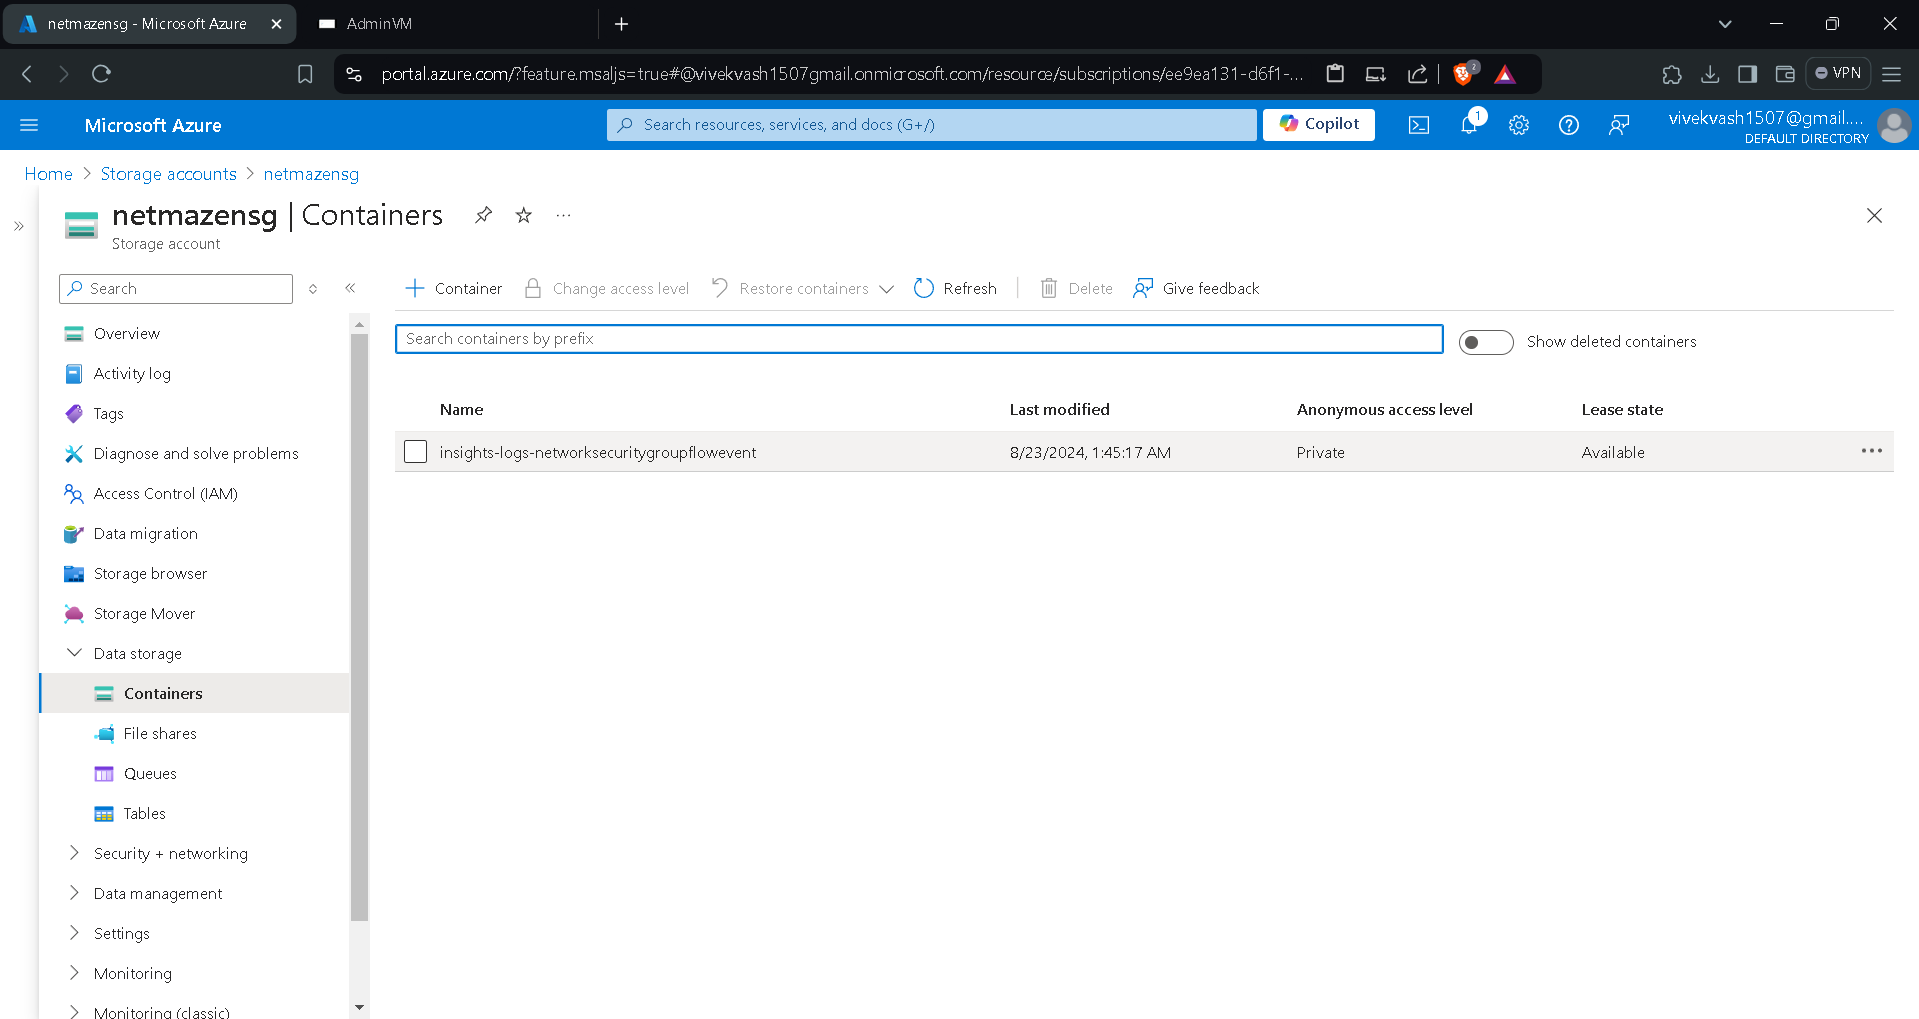 netmazensg - Microsoft Azure
AdminVM
portal.azure.com/?feature.msaljs=true#@vivekvash1507gmail.onmicrosoft.com/resource/subscriptions/ee9ea131-d6f1-...
2
VPN
Microsoft Azure
Search resources, services, and docs (G+/)
Copilot
1
vivekvash1507@gmail....
DEFAULT DIRECTORY
Home > Storage accounts > netmazensg
netmazensg | Containers
Storage account
Search
Container
Change access level
Restore containers
Refresh
Delete
Give feedback
Search containers by prefix
Show deleted containers
Name Last modified Anonymous access level Lease state
insights-logs-networksecuritygroupflowevent 8/23/2024, 1:45:17 AM Private Available
Overview
Activity log
Tags
Diagnose and solve problems
Access Control (IAM)
Data migration
Storage browser
Storage Mover
Data storage
Containers
File shares
Queues
Tables
Security + networking
Data management
Settings
Monitoring
Monitoring (classic)